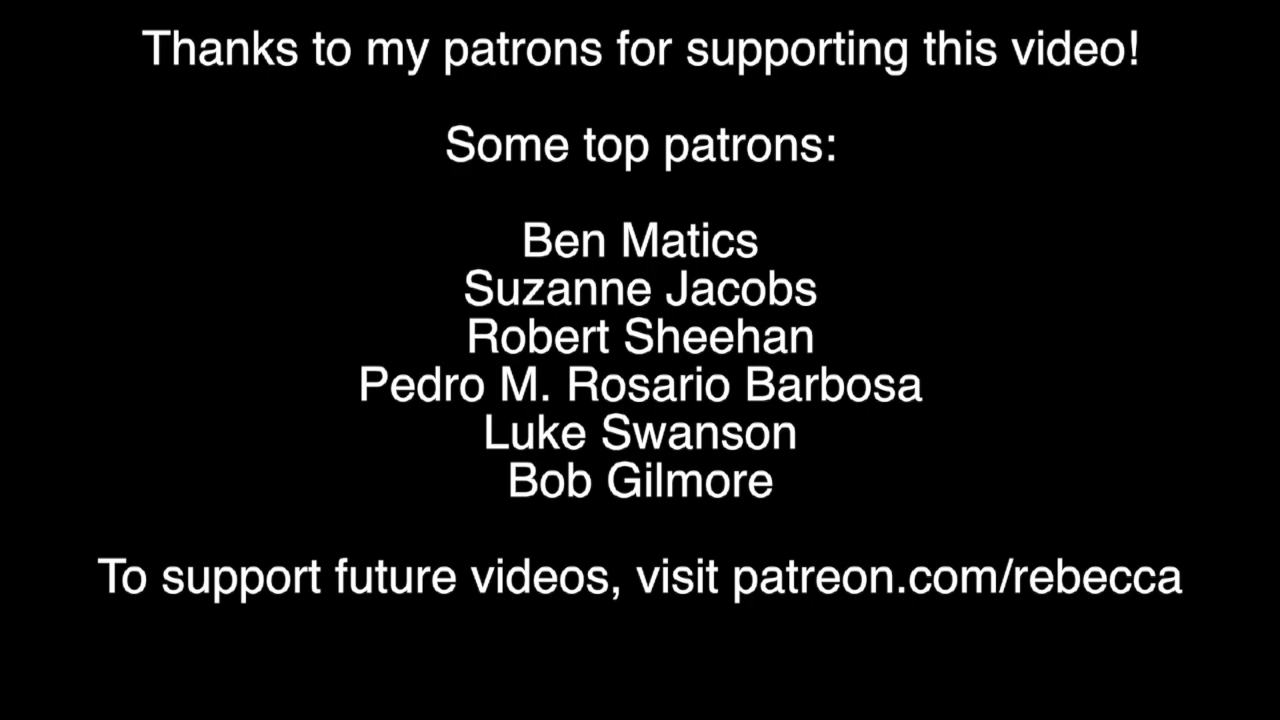 Thanks to my patrons for supporting this video!
Some top patrons:
Ben Matics
Suzanne Jacobs
Robert Sheehan
Pedro M. Rosario Barbosa
Luke Swanson
Bob Gilmore
To support future videos, visit patreon.com/rebecca